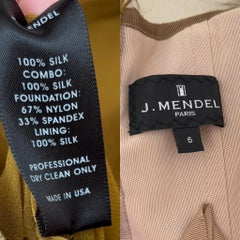 MENDEL
100% SILK
COMBO:
100% SILK
FOUNDATION:
67% NYLON
33% SPANDEX
LINING:
100% SILK
PROFESSIONAL
DRY CLEAN ONLY
MADE IN USA
J. MENDEL
PARIS
6